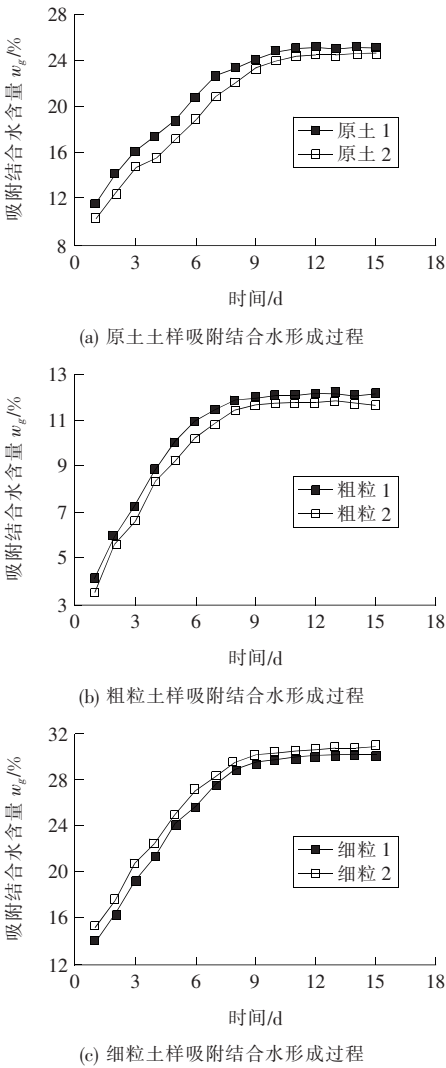 28
24
20
16
12
8
吸附结合水含量 wg/%
原土 1
原土 2
0 3 6 9 12 15 18
时间/d
(a) 原土土样吸附结合水形成过程
13
11
9
7
5
3
吸附结合水含量 wg/%
粗粒 1
粗粒 2
0 3 6 9 12 15 18
时间/d
(b) 粗粒土样吸附结合水形成过程
32
28
24
20
16
12
吸附结合水含量 wg/%
细粒 1
细粒 2
0 3 6 9 12 15 18
时间/d
(c) 细粒土样吸附结合水形成过程